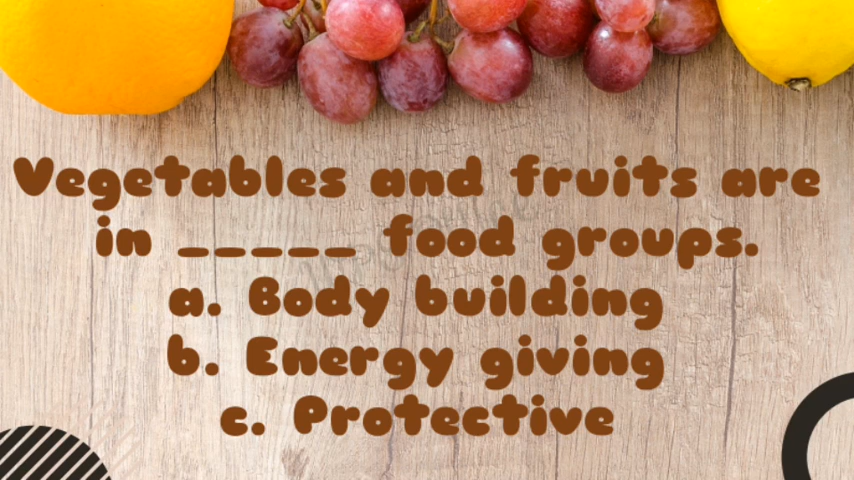 Vegetables and fruits are
in _____ food groups.
a. Body building
b. Energy giving
c. Protective